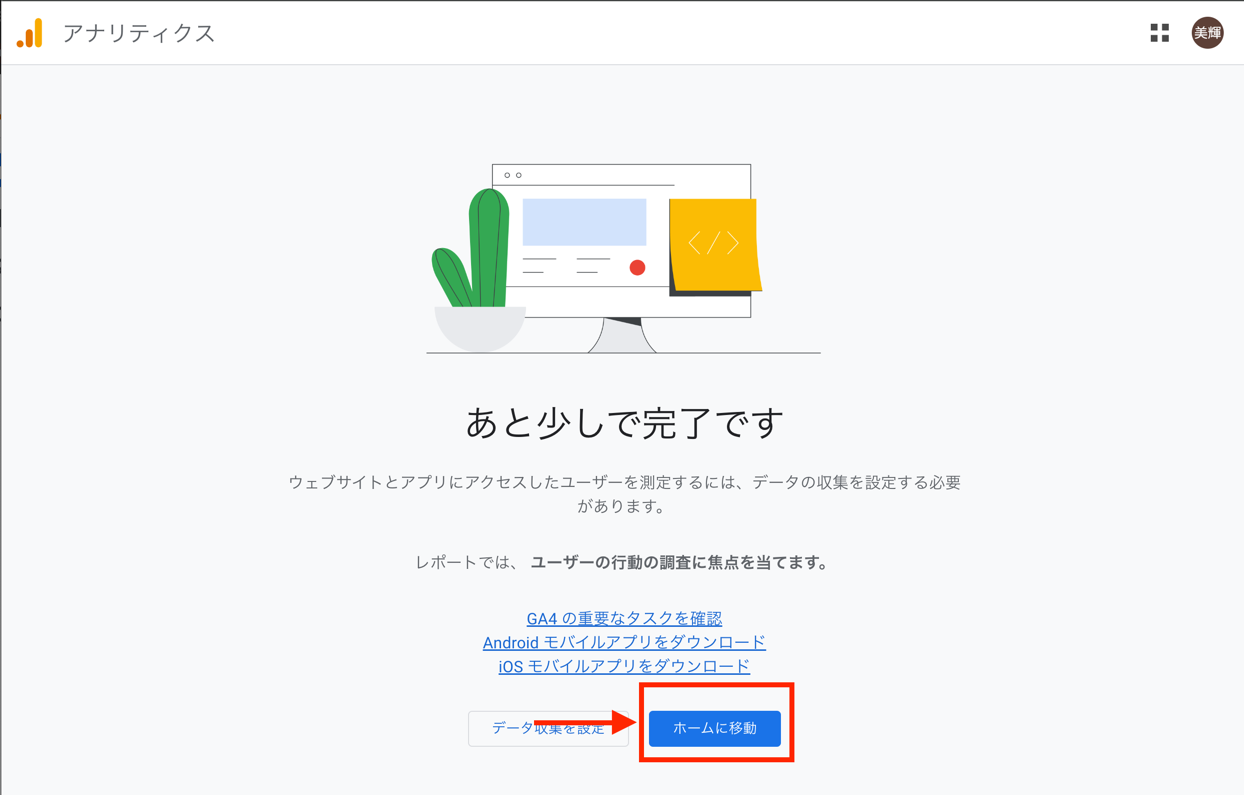 アナリティクス
美輝
</>
あと少しで完了です
ウェブサイトとアプリにアクセスしたユーザーを測定するには、データの収集を設定する必要
があります。
レポートでは、 ユーザーの行動の調査に焦点を当てます。
GA4 の重要なタスクを確認
Android モバイルアプリをダウンロード
iOS モバイルアプリをダウンロード
データ収集を設定
ホームに移動